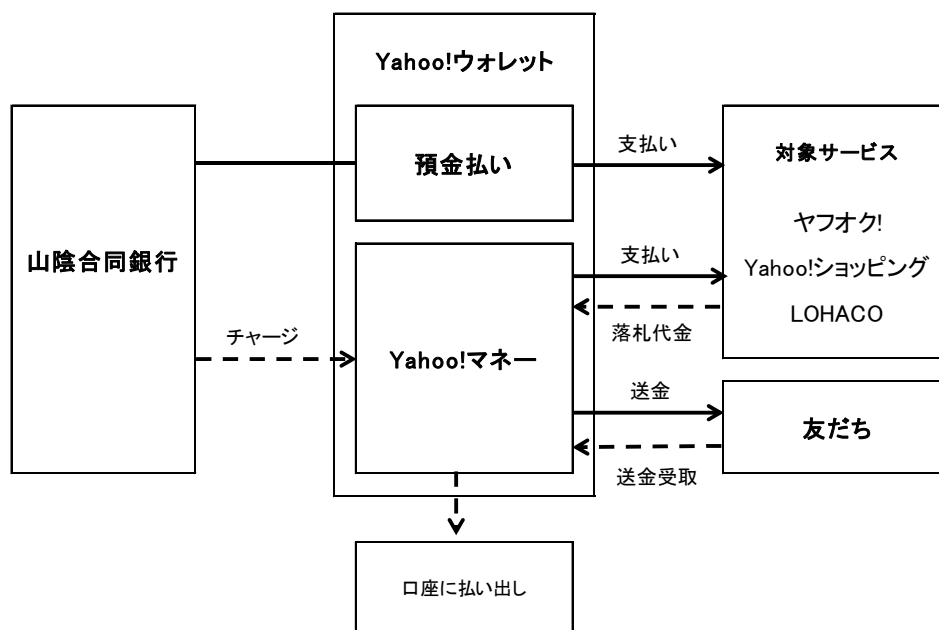 Yahoo!ウォレット
山陰合同銀行
預金払い
支払い
対象サービス
ヤフオク!
Yahoo!ショッピング
LOHACO
支払い
落札代金
チャージ
Yahoo!マネー
送金
友だち
送金受取
口座に払い出し